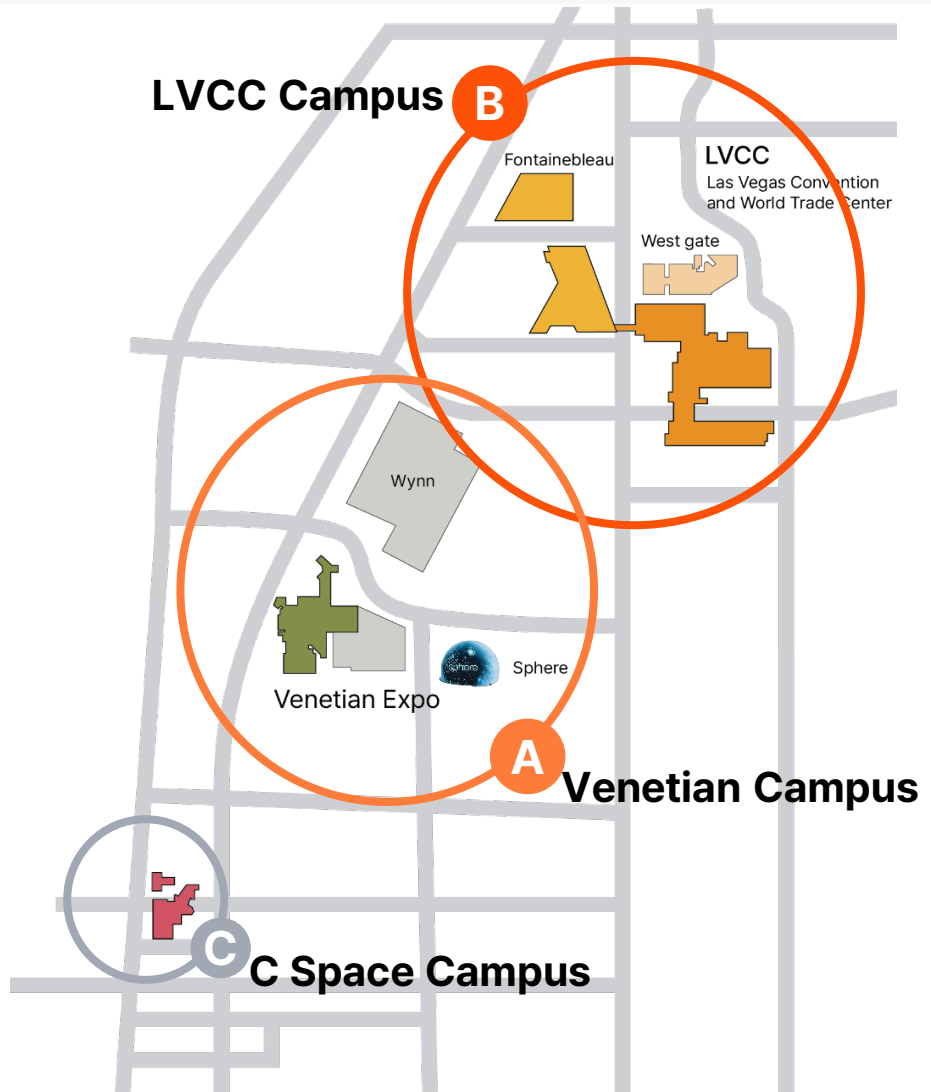 LVCC Campus
B
Fontainebleau
LVCC
Las Vegas Convention
and World Trade Center
West gate
Wynn
sphere
Sphere
Venetian Expo
A
Venetian Campus
C
C Space Campus